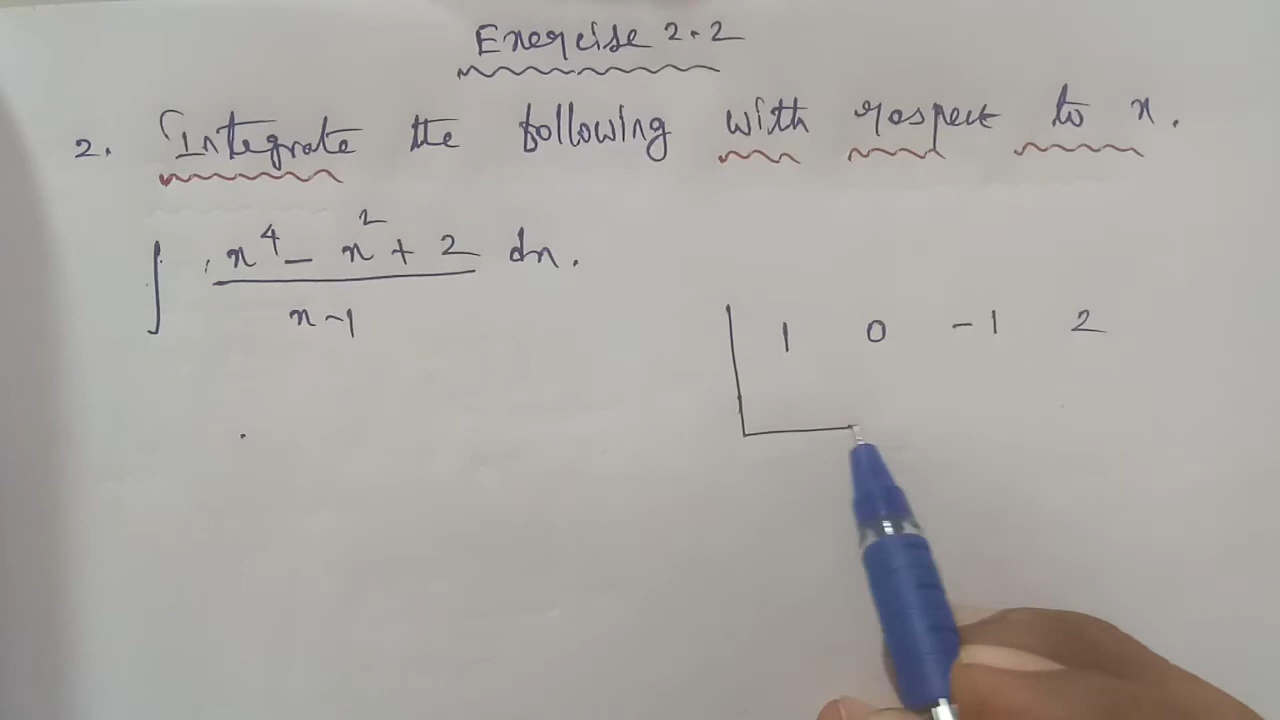 Exercise 2.2
2. Integrate the following with respect to x.
∫ x⁴ - x² + 2 / x-1 dx.
1 0 -1 2